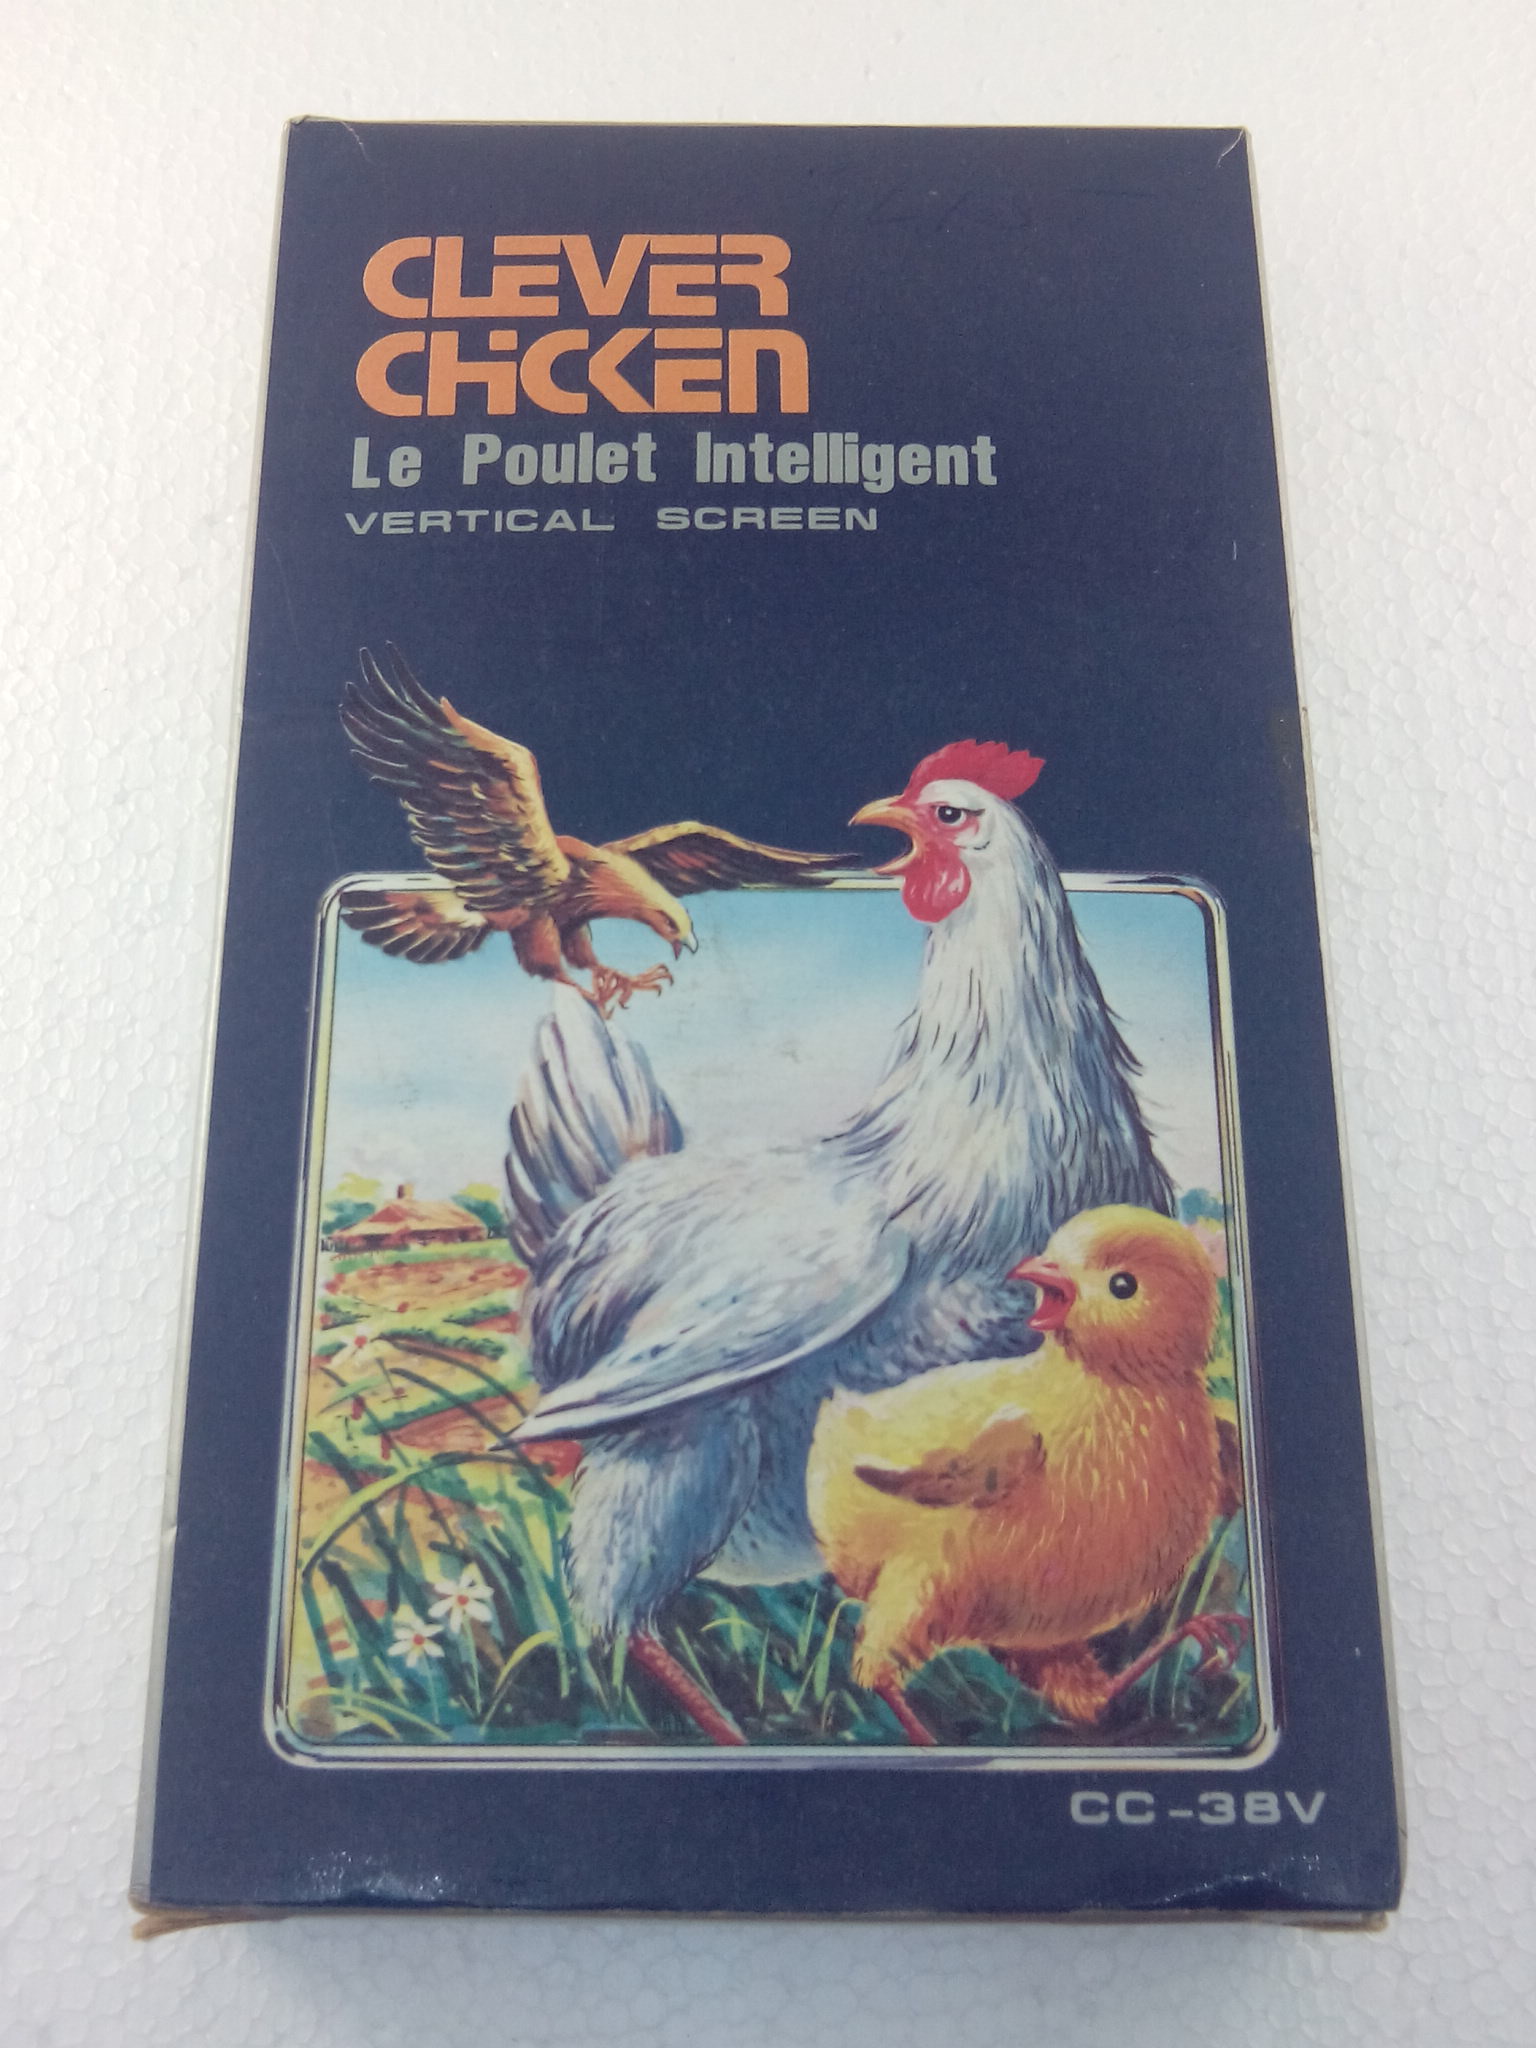 CLEVER
CHiCKEN
Le Poulet Intelligent
VERTICAL SCREEN
CC-38V